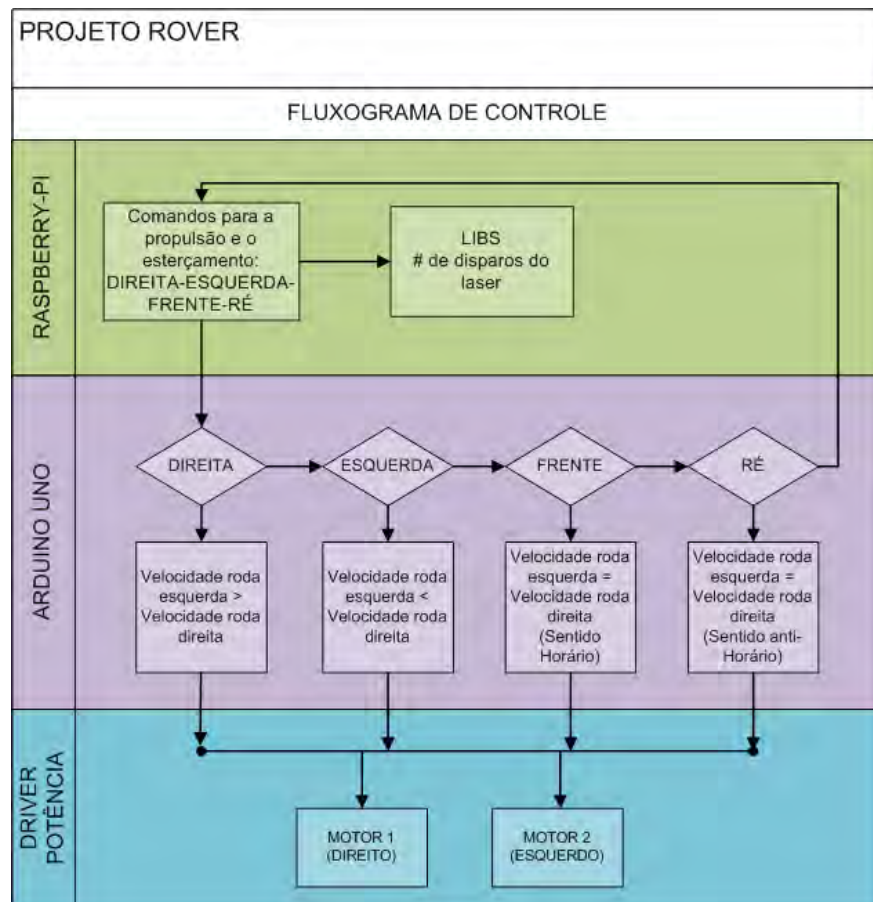 PROJETO ROVER
FLUXOGRAMA DE CONTROLE
RASPBERRY-PI
Comandos para a
propulsão e o
esterçamento:
DIREITA-ESQUERDA-
FRENTE-RÉ
LIBS
# de disparos do
laser
ARDUINO UNO
DIREITA
ESQUERDA
FRENTE
RÉ
Velocidade roda
esquerda >
Velocidade roda
direita
Velocidade roda
esquerda <
Velocidade roda
direita
Velocidade roda
esquerda =
Velocidade roda
direita
(Sentido
Horário)
Velocidade roda
esquerda =
Velocidade roda
direita
(Sentido anti-
Horário)
DRIVER
POTÊNCIA
MOTOR 1
(DIREITO)
MOTOR 2
(ESQUERDO)